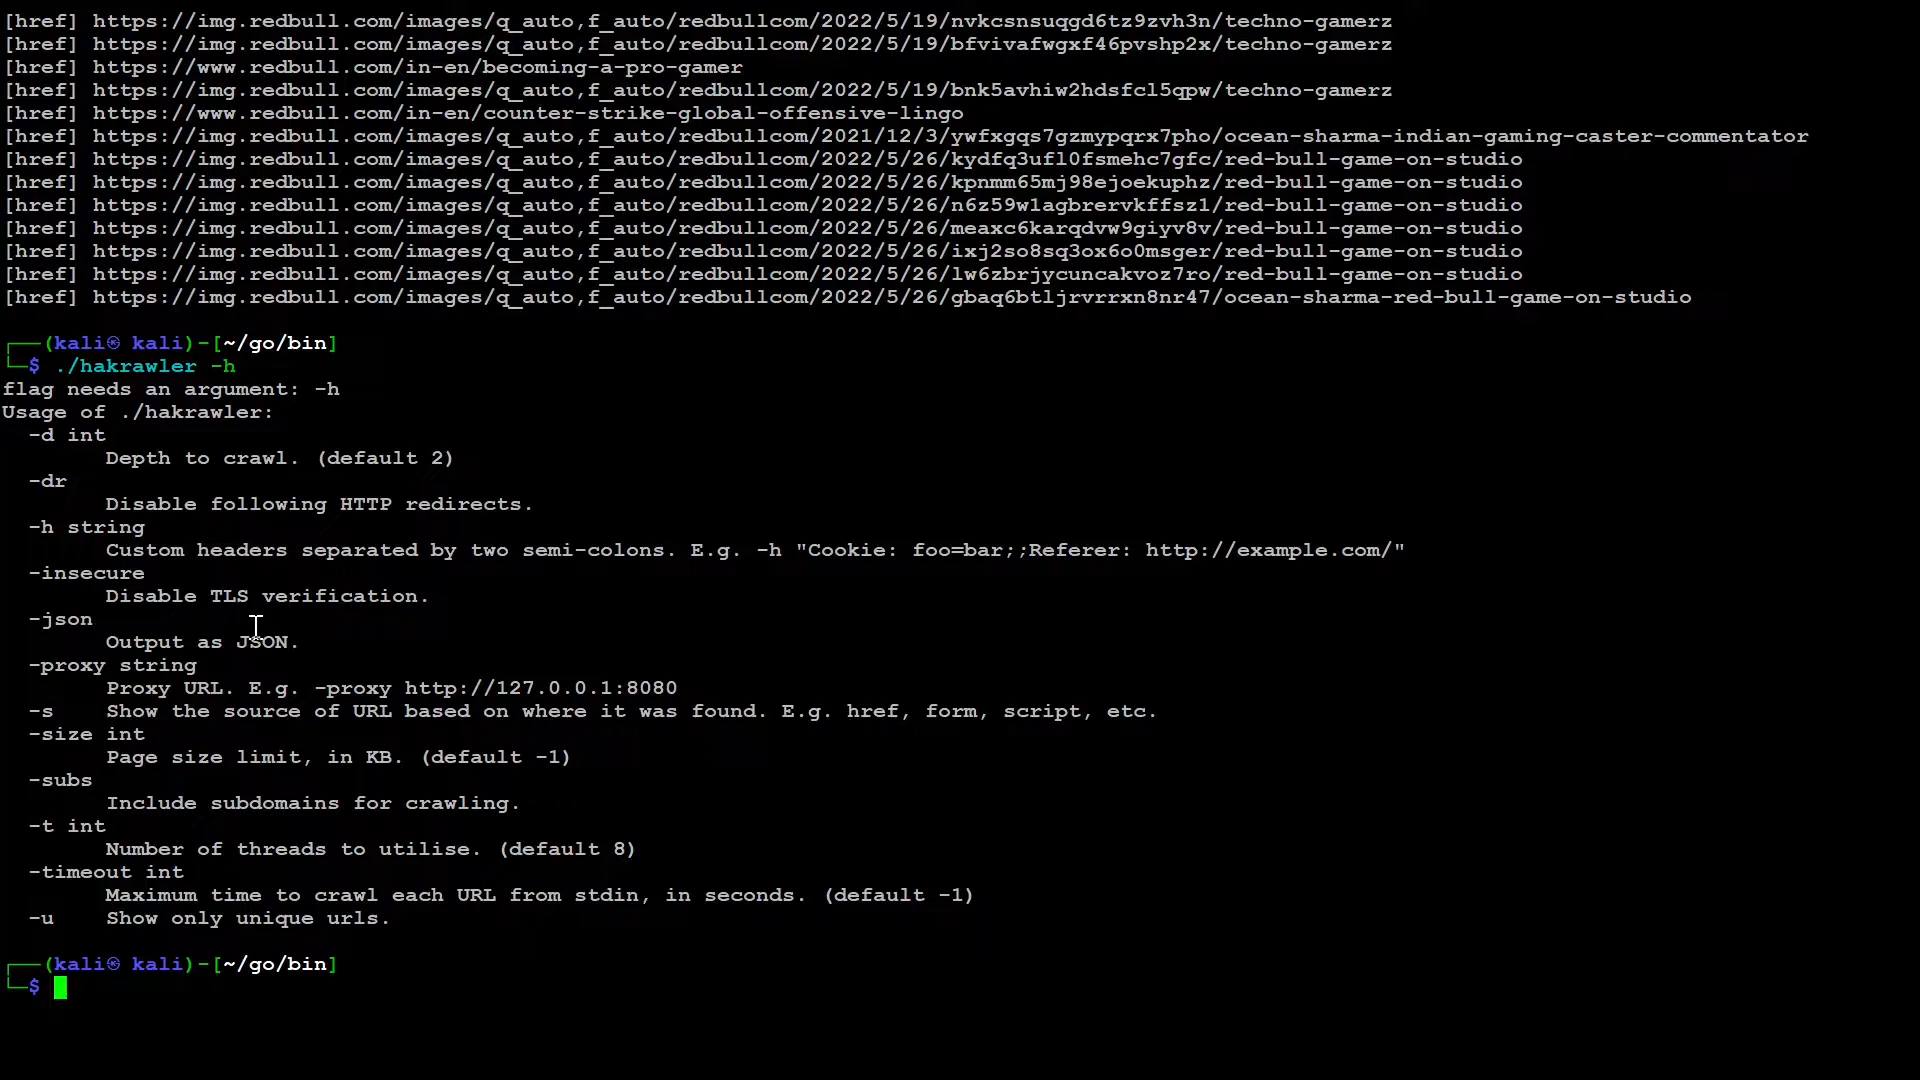 [href] https://img.redbull.com/images/q_auto,f_auto/redbullcom/2022/5/19/nvkcsnsuqgd6tz9zvh3n/techno-gamerz
[href] https://img.redbull.com/images/q_auto,f_auto/redbullcom/2022/5/19/bfvivafwgxf46pvshp2x/techno-gamerz
[href] https://www.redbull.com/in-en/becoming-a-pro-gamer
[href] https://img.redbull.com/images/q_auto,f_auto/redbullcom/2022/5/19/bnk5avhiw2hdsfcl5qpw/techno-gamerz
[href] https://www.redbull.com/in-en/counter-strike-global-offensive-lingo
[href] https://img.redbull.com/images/q_auto,f_auto/redbullcom/2021/12/3/ywfxgqs7gzmypqrx7pho/ocean-sharma-indian-gaming-caster-commentator
[href] https://img.redbull.com/images/q_auto,f_auto/redbullcom/2022/5/26/kydfq3ufl0fsmehc7gfc/red-bull-game-on-studio
[href] https://img.redbull.com/images/q_auto,f_auto/redbullcom/2022/5/26/kpnmm65mj98ejoekuphz/red-bull-game-on-studio
[href] https://img.redbull.com/images/q_auto,f_auto/redbullcom/2022/5/26/n6z59w1agbrervkffsz1/red-bull-game-on-studio
[href] https://img.redbull.com/images/q_auto,f_auto/redbullcom/2022/5/26/meaxc6karqdvw9giyv8v/red-bull-game-on-studio
[href] https://img.redbull.com/images/q_auto,f_auto/redbullcom/2022/5/26/ixj2so8sq3ox6o0msger/red-bull-game-on-studio
[href] https://img.redbull.com/images/q_auto,f_auto/redbullcom/2022/5/26/lw6zbrjycuncakvoz7ro/red-bull-game-on-studio
[href] https://img.redbull.com/images/q_auto,f_auto/redbullcom/2022/5/26/gbaq6btljrvrrxn8nr47/ocean-sharma-red-bull-game-on-studio
┌──(kali㉿ kali)-[~/go/bin]
└─$ ./hakrawler -h
flag needs an argument: -h
Usage of ./hakrawler:
-d int
Depth to crawl. (default 2)
-dr
Disable following HTTP redirects.
-h string
Custom headers separated by two semi-colons. E.g. -h "Cookie: foo=bar;;Referer: http://example.com/"
-insecure
Disable TLS verification.
-json
Output as JSON.
-proxy string
Proxy URL. E.g. -proxy http://127.0.0.1:8080
-s    Show the source of URL based on where it was found. E.g. href, form, script, etc.
-size int
Page size limit, in KB. (default -1)
-subs
Include subdomains for crawling.
-t int
Number of threads to utilise. (default 8)
-timeout int
Maximum time to crawl each URL from stdin, in seconds. (default -1)
-u    Show only unique urls.
┌──(kali㉿ kali)-[~/go/bin]
└─$